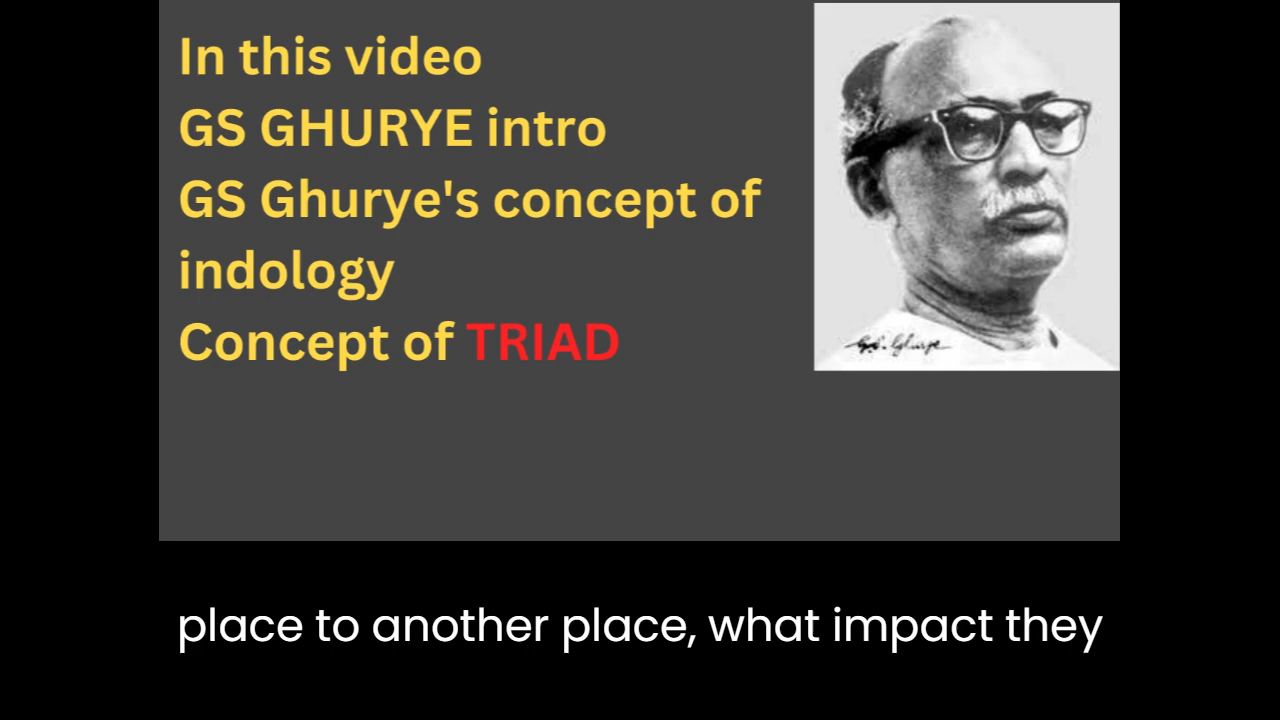 In this video
GS GHURYE intro
GS Ghurye's concept of
indology
Concept of TRIAD
G.S. Ghurye
place to another place, what impact they